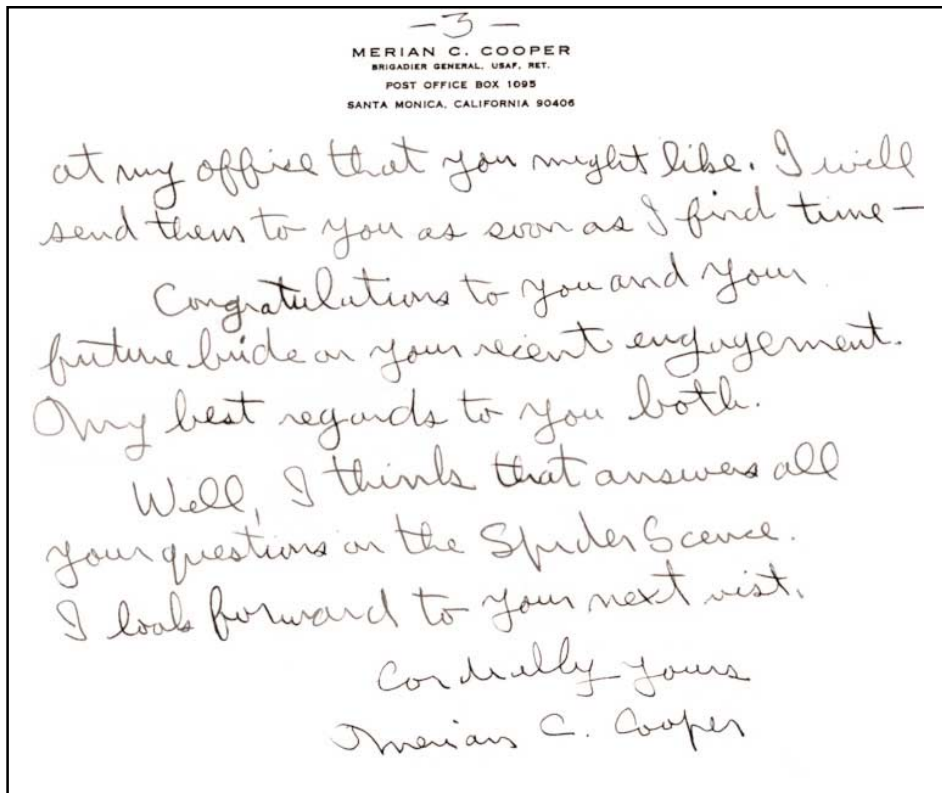 -3-
MERIAN C. COOPER
BRIGADIER GENERAL, USAF, RET.
POST OFFICE BOX 1095
SANTA MONICA, CALIFORNIA 90406
at my office that you might like. I will
send them to you as soon as I find time—
Congratulations to you and your
future bride on your recent engagement.
My best regards to you both.
Well, I think that answers all
your questions on the Spider Scence.
I look forward to your next vist.
Cordially Yours
Merian C. Cooper